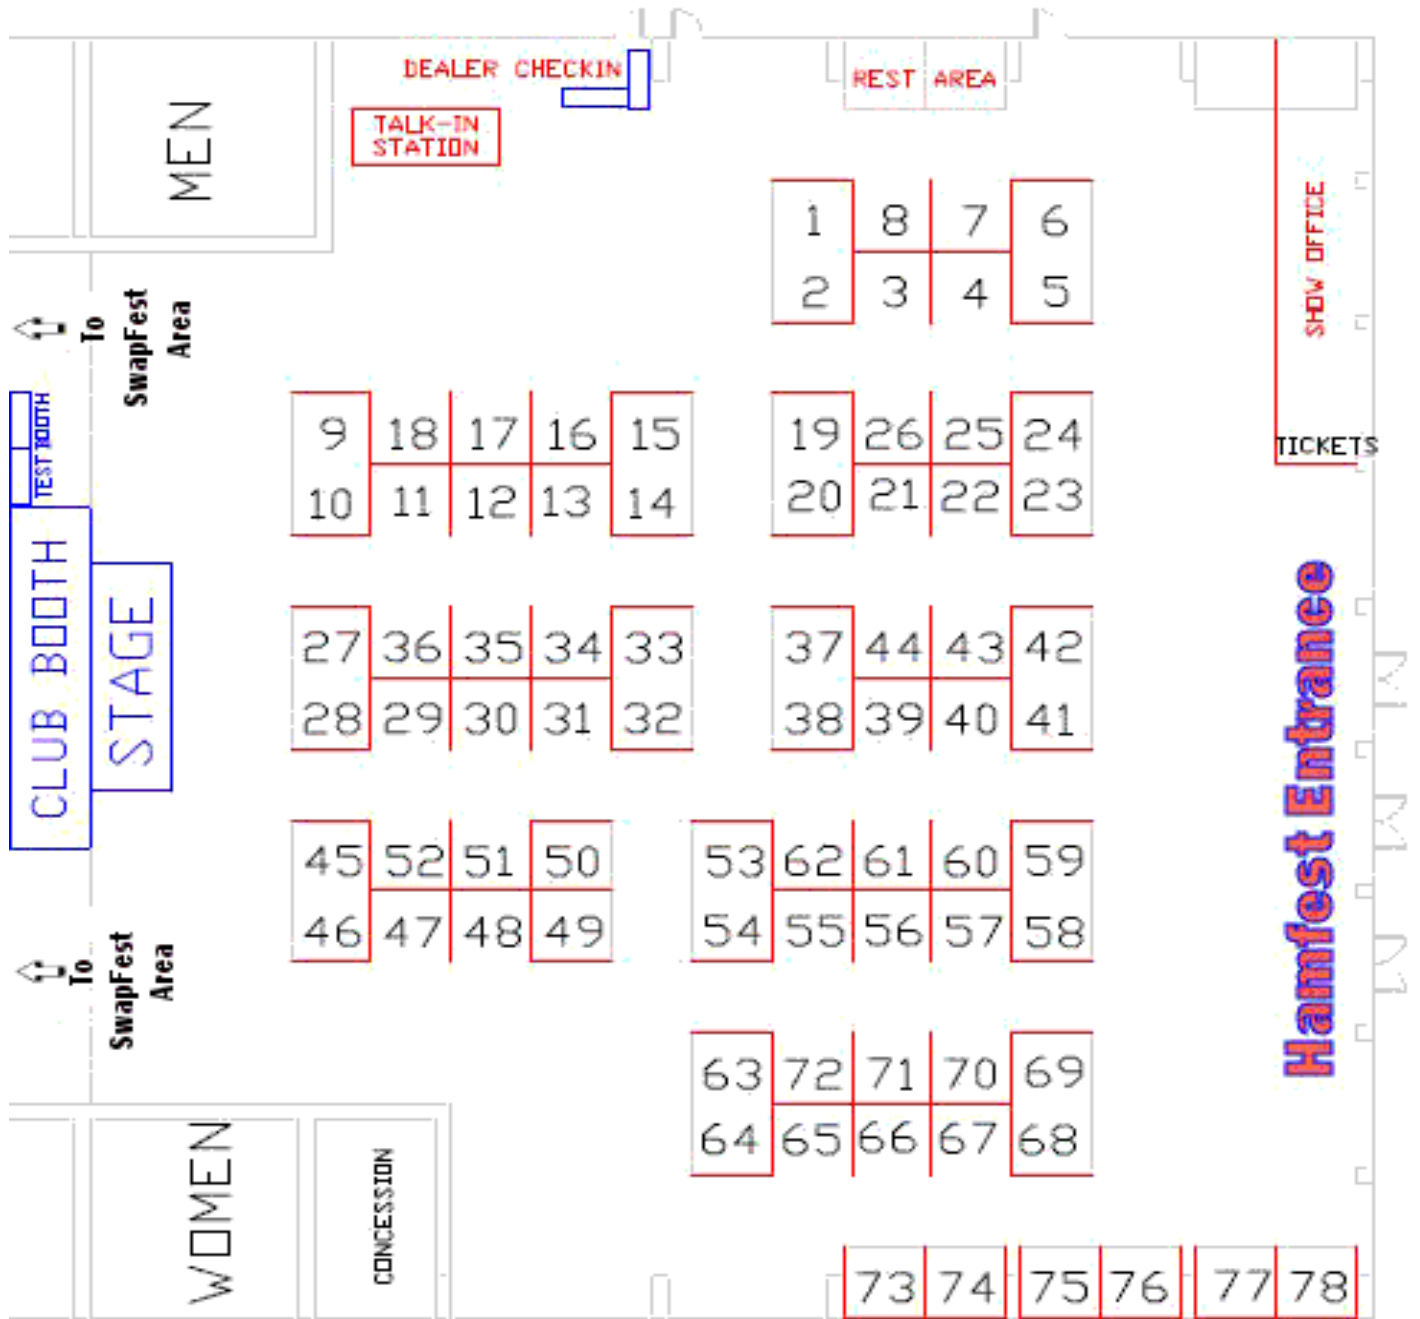 DEALER CHECKIN
REST AREA
TALK-IN
STATION
MEN
SHOW OFFICE
1 8 7 6
2 3 4 5
To
SwapFest
Area
9 18 17 16 15
19 26 25 24
TICKETS
TEST BOOTH
10 11 12 13 14
20 21 22 23
CLUB BOOTH
STAGE
Hamfest Entrance
27 36 35 34 33
37 44 43 42
28 29 30 31 32
38 39 40 41
45 52 51 50
53 62 61 60 59
46 47 48 49
54 55 56 57 58
To
SwapFest
Area
63 72 71 70 69
64 65 66 67 68
WOMEN
CONCESSION
73 74 75 76 77 78